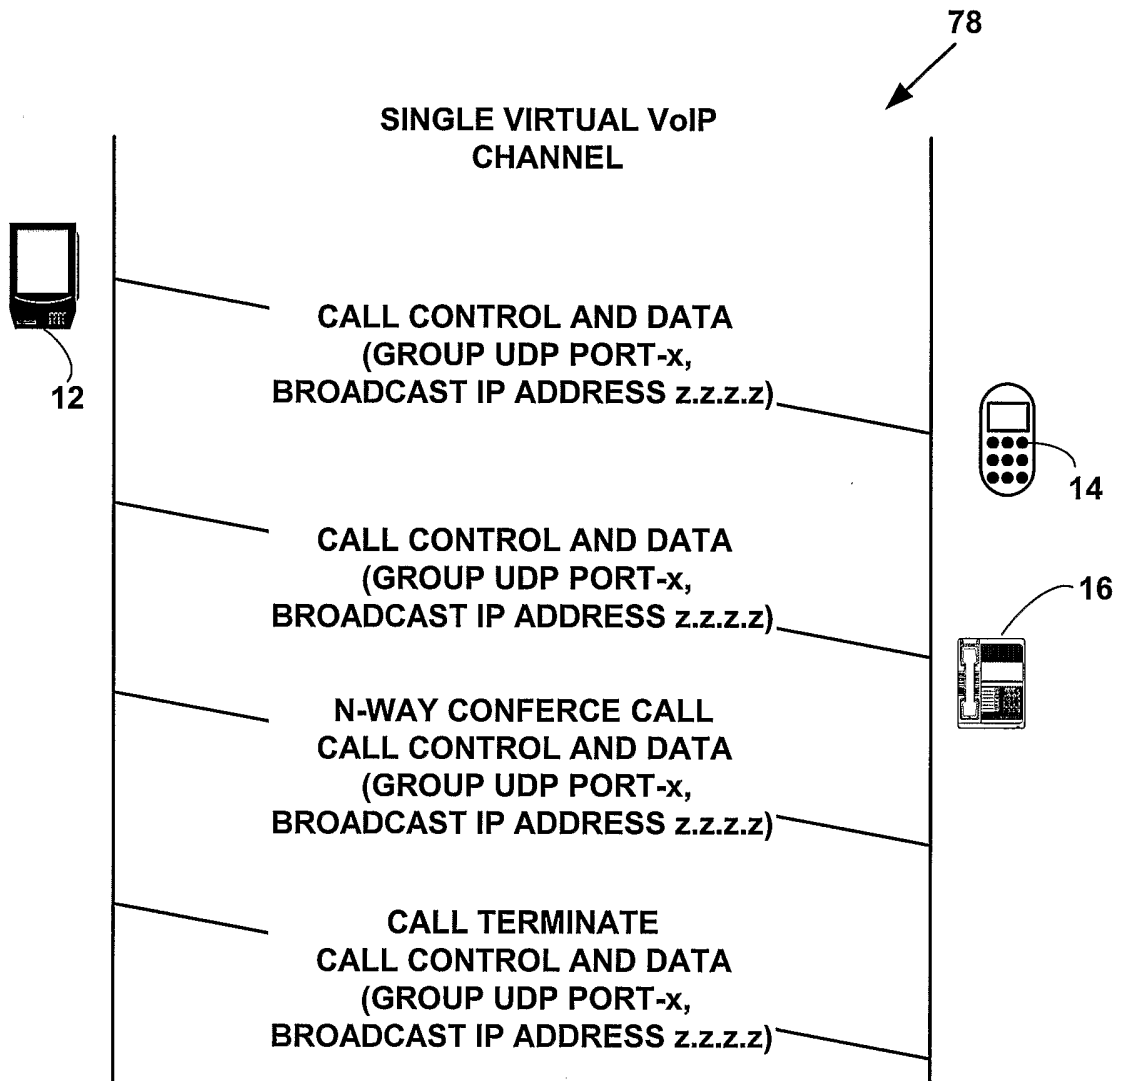 78
SINGLE VIRTUAL VoIP
CHANNEL
CALL CONTROL AND DATA
(GROUP UDP PORT-x,
BROADCAST IP ADDRESS z.z.z.z)
12
14
CALL CONTROL AND DATA
(GROUP UDP PORT-x,
BROADCAST IP ADDRESS z.z.z.z)
16
N-WAY CONFERCE CALL
CALL CONTROL AND DATA
(GROUP UDP PORT-x,
BROADCAST IP ADDRESS z.z.z.z)
CALL TERMINATE
CALL CONTROL AND DATA
(GROUP UDP PORT-x,
BROADCAST IP ADDRESS z.z.z.z)